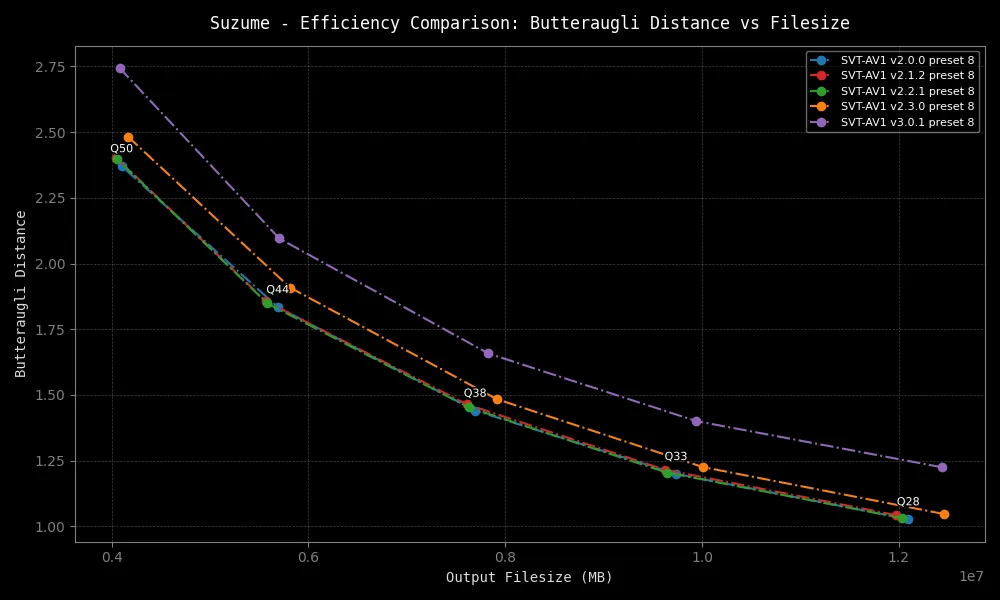 Suzume - Efficiency Comparison: Butteraugli Distance vs Filesize
SVT-AV1 v2.0.0 preset 8
SVT-AV1 v2.1.2 preset 8
SVT-AV1 v2.2.1 preset 8
SVT-AV1 v2.3.0 preset 8
SVT-AV1 v3.0.1 preset 8
Butteraugli Distance
2.75
2.50
2.25
2.00
1.75
1.50
1.25
1.00
Q50
Q44
Q38
Q33
Q28
0.4
0.6
0.8
1.0
1.2
1e7
Output Filesize (MB)